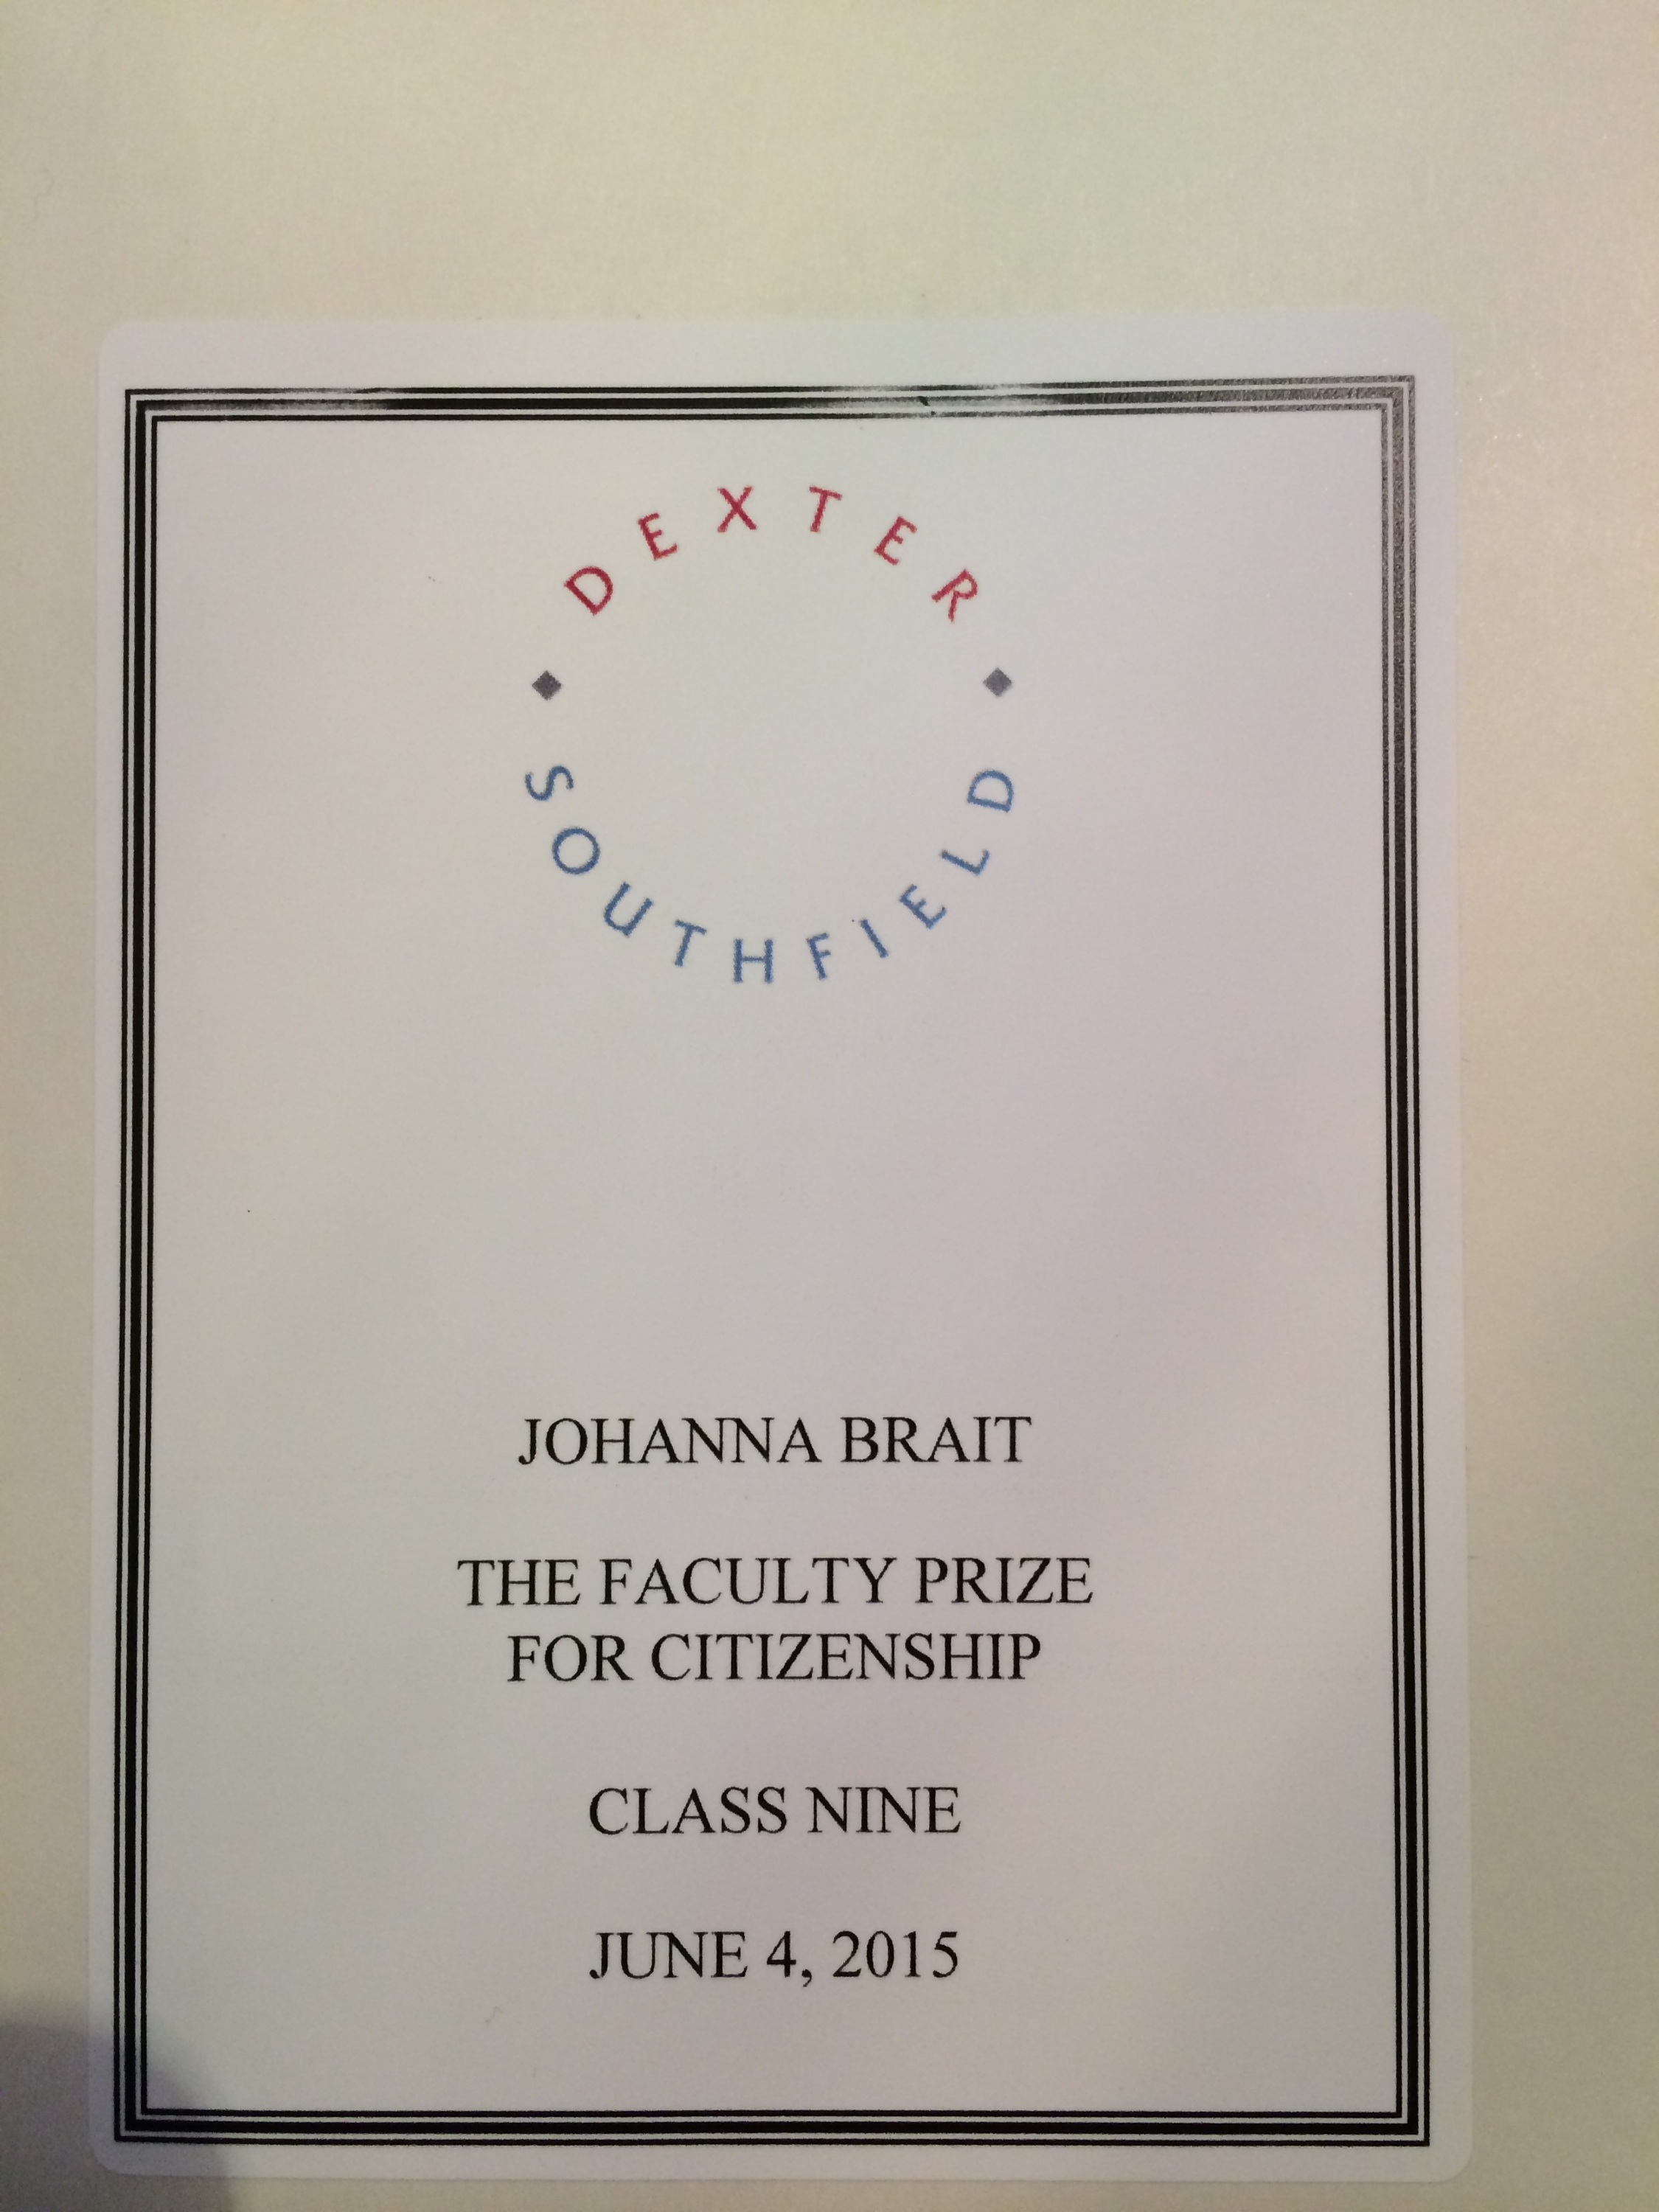 DEXTER
SOUTHFIELD
JOHANNA BRAIT
THE FACULTY PRIZE
FOR CITIZENSHIP
CLASS NINE
JUNE 4, 2015